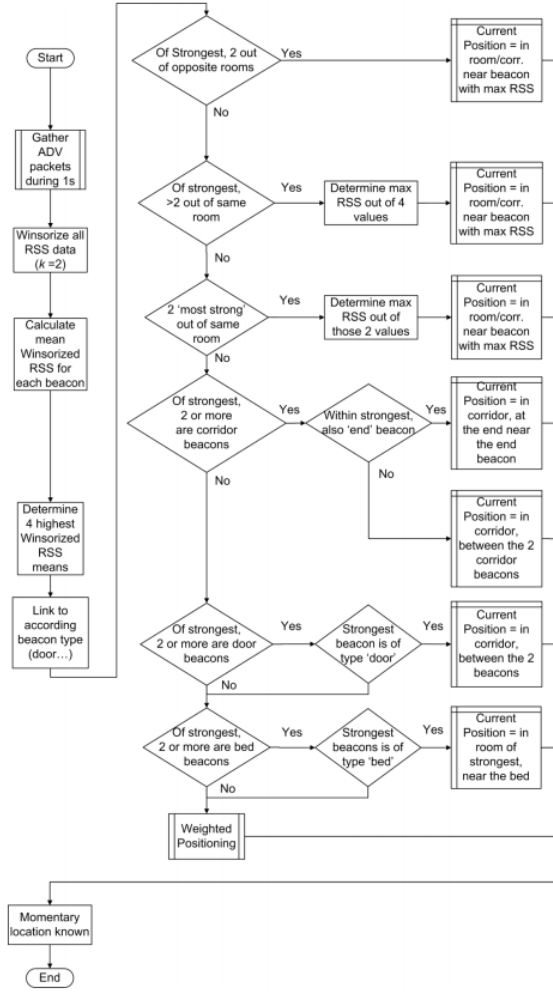 Start
Gather
ADV
packets
during 1s
Winsorize all
RSS data
(k =2)
Calculate
mean
Winsorized
RSS for
each beacon
Determine
4 highest
Winsorized
RSS
means
Link to
according
beacon type
(door…)
Of Strongest, 2 out
of opposite rooms
Yes
No
Current
Position = in
room/corr.
near beacon
with max RSS
Of strongest,
>2 out of same
room
Yes
No
Determine max
RSS out of 4
values
Current
Position = in
room/corr.
near beacon
with max RSS
2 ‘most strong’
out of same
room
Yes
No
Determine max
RSS out of
those 2 values
Current
Position = in
room/corr.
near beacon
with max RSS
Of strongest,
2 or more
are corridor
beacons
Yes
No
Within strongest,
also ‘end’ beacon
Yes
No
Current
Position = in
corridor, at
the end near
the end
beacon
Current
Position = in
corridor,
between the 2
corridor
beacons
Of strongest,
2 or more are door
beacons
Yes
No
Strongest
beacon is of
type ‘door’
Yes
Current
Position = in
corridor,
between the 2
beacons
Of strongest,
2 or more are bed
beacons
Yes
No
Strongest
beacons is of
type ‘bed’
Yes
Current
Position = in
room of
strongest,
near the bed
Weighted
Positioning
Momentary
location known
End